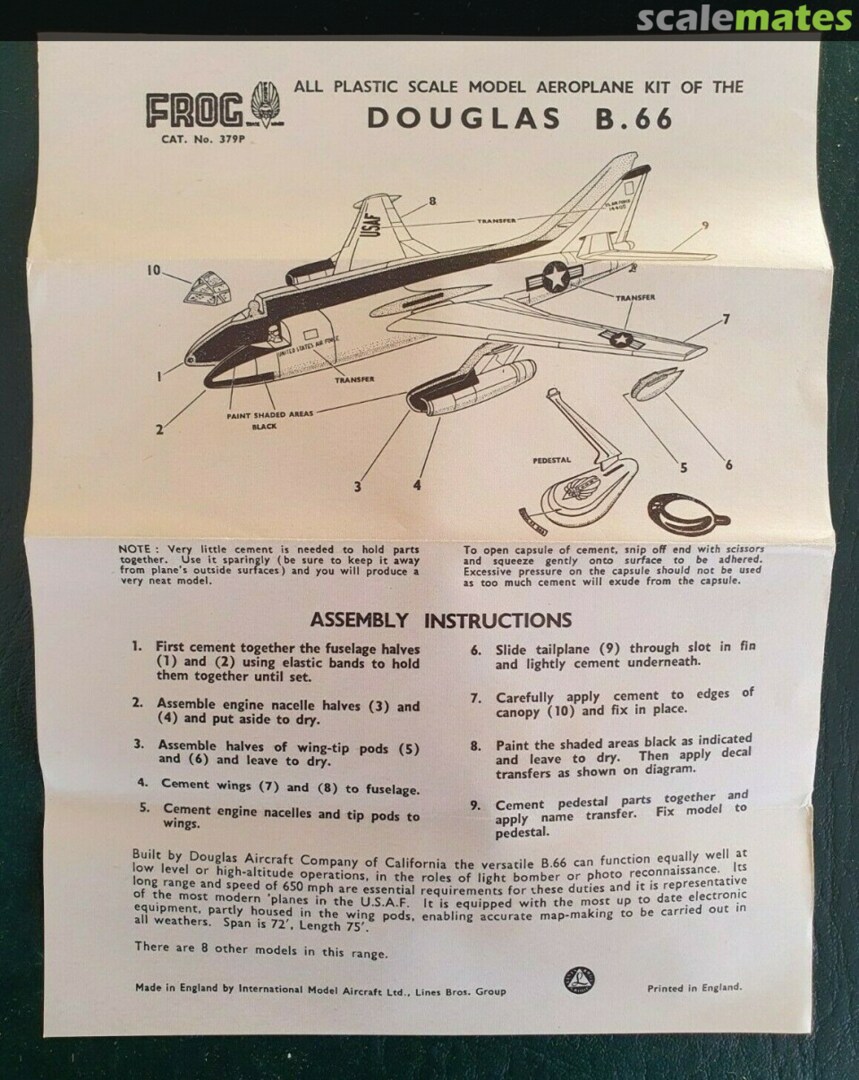 scalemates
ALL PLASTIC SCALE MODEL AEROPLANE KIT OF THE
FROG
DOUGLAS B.66
CAT. No. 379P
8
TRANSFER
USAF
9
10
TRANSFER
7
UNITED STATES AIR FORCE
1
TRANSFER
PAINT SHADED AREAS
BLACK
2
3
4
PEDESTAL
5
6
NOTE : Very little cement is needed to hold parts
together. Use it sparingly (be sure to keep it away
from plane's outside surfaces) and you will produce a
very neat model.
To open capsule of cement, snip off end with scissors
and squeeze gently onto surface to be adhered.
Excessive pressure on the capsule should not be used
as too much cement will exude from the capsule.
ASSEMBLY INSTRUCTIONS
1. First cement together the fuselage halves
(1) and (2) using elastic bands to hold
them together until set.
2. Assemble engine nacelle halves (3) and
(4) and put aside to dry.
3. Assemble halves of wing-tip pods (5)
and (6) and leave to dry.
4. Cement wings (7) and (8) to fuselage.
5. Cement engine nacelles and tip pods to
wings.
6. Slide tailplane (9) through slot in fin
and lightly cement underneath.
7. Carefully apply cement to edges of
canopy (10) and fix in place.
8. Paint the shaded areas black as indicated
and leave to dry. Then apply decal
transfers as shown on diagram.
9. Cement pedestal parts together and
apply name transfer. Fix model to
pedestal.
Built by Douglas Aircraft Company of California the versatile B.66 can function equally well at
low level or high-altitude operations, in the roles of light bomber or photo reconnaissance. Its
long range and speed of 650 mph are essential requirements for these duties and it is representative
of the most modern 'planes in the U.S.A.F. It is equipped with the most up to date electronic
equipment, partly housed in the wing pods, enabling accurate map-making to be carried out in
all weathers. Span is 72', Length 75'.
There are 8 other models in this range.
Made in England by International Model Aircraft Ltd., Lines Bros. Group
Printed in England.